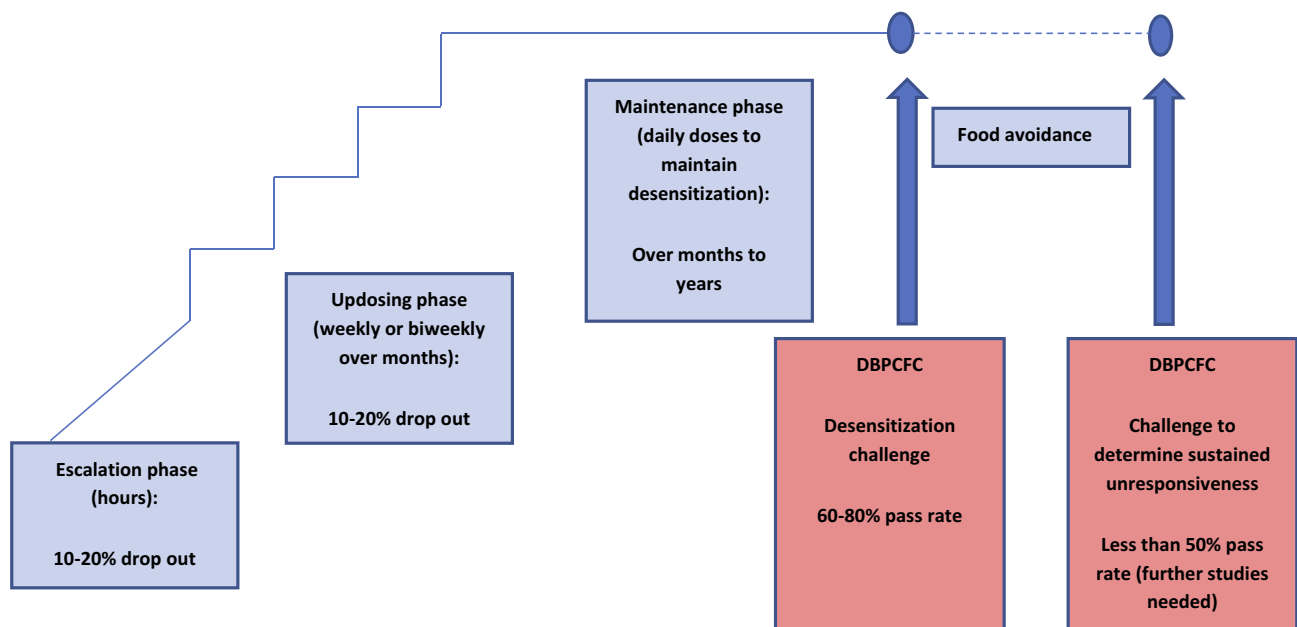 Escalation phase
(hours):
10-20% drop out
Updosing phase
(weekly or biweekly
over months):
10-20% drop out
Maintenance phase
(daily doses to
maintain
desensitization):
Over months to
years
Food avoidance
DBPCFC
Desensitization
challenge
60-80% pass rate
DBPCFC
Challenge to
determine sustained
unresponsiveness
Less than 50% pass
rate (further studies
needed)